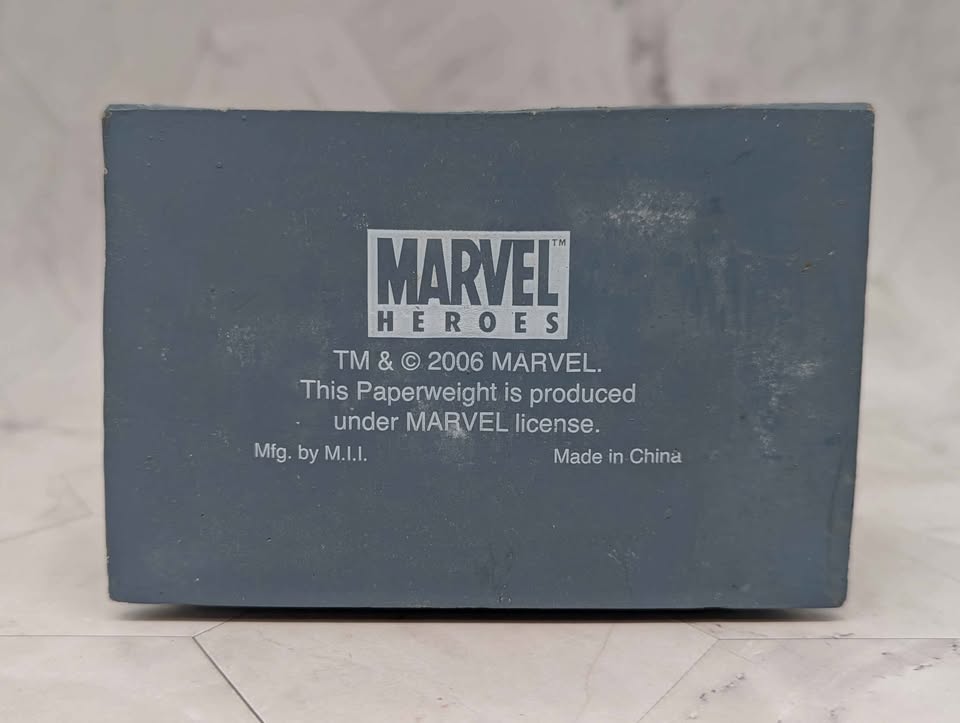 MARVEL™
HEROES
TM & © 2006 MARVEL.
This Paperweight is produced
under MARVEL license.
Mfg. by M.I.I. Made in China